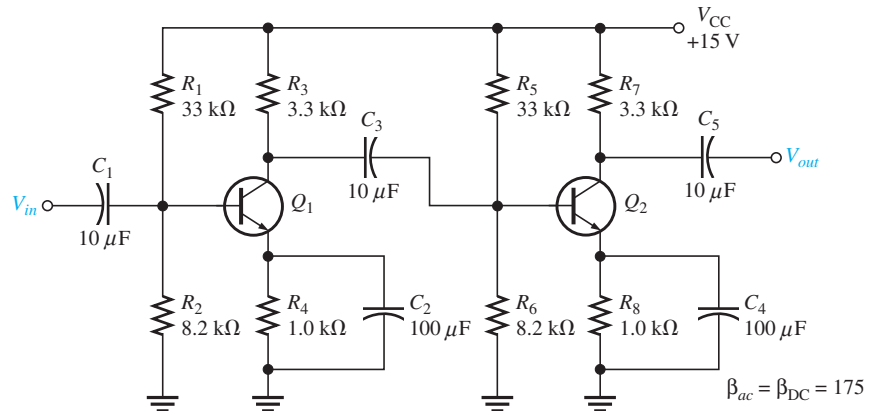 V_CC
+15 V
R_1
33 kΩ
R_3
3.3 kΩ
R_5
33 kΩ
R_7
3.3 kΩ
C_1
10 μF
C_3
10 μF
C_5
10 μF
V_in
Q_1
Q_2
V_out
R_2
8.2 kΩ
R_4
1.0 kΩ
C_2
100 μF
R_6
8.2 kΩ
R_8
1.0 kΩ
C_4
100 μF
β_ac = β_DC = 175